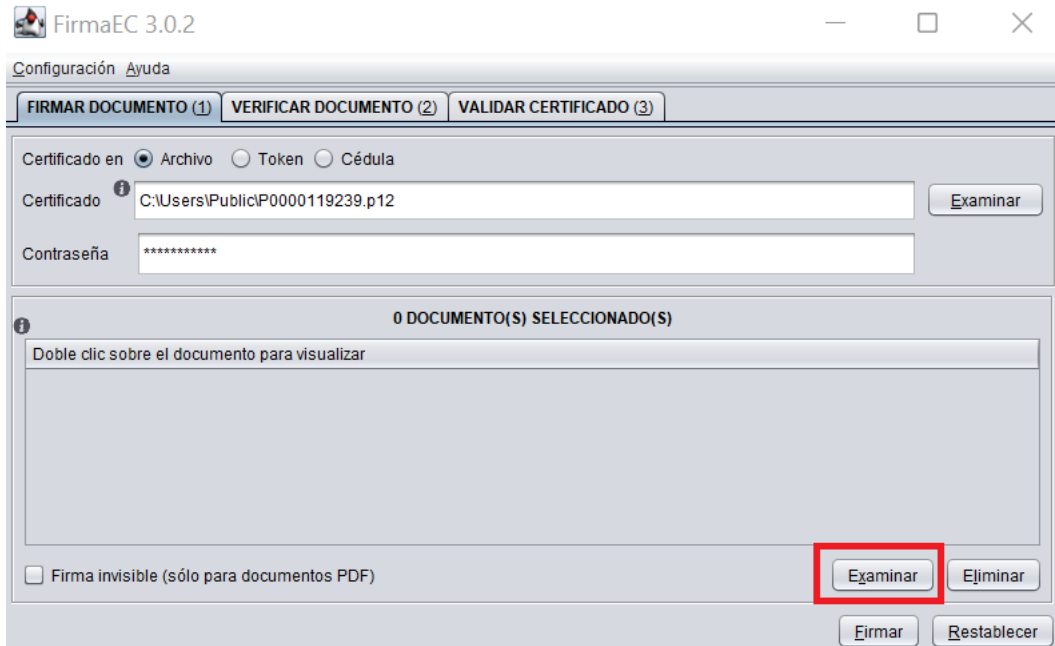 FirmaEC 3.0.2
Configuración Ayuda
FIRMAR DOCUMENTO (1) VERIFICAR DOCUMENTO (2) VALIDAR CERTIFICADO (3)
Certificado en Archivo Token Cédula
Certificado C:\Users\Public\P0000119239.p12 Examinar
Contraseña ***********
0 DOCUMENTO(S) SELECCIONADO(S)
Doble clic sobre el documento para visualizar
Firma invisible (sólo para documentos PDF) Examinar Eliminar
Firmar Restablecer